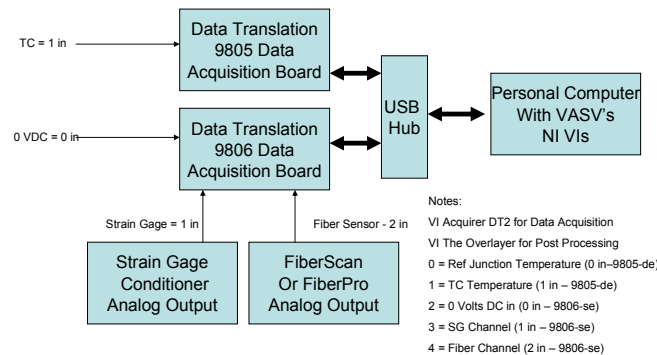 TC = 1 in
Data Translation
9805 Data
Acquisition Board
0 VDC = 0 in
Data Translation
9806 Data
Acquisition Board
USB
Hub
Personal Computer
With VASV's
NI VIs
Strain Gage = 1 in
Fiber Sensor - 2 in
Strain Gage
Conditioner
Analog Output
FiberScan
Or FiberPro
Analog Output
Notes:
VI Acquirer DT2 for Data Acquisition
VI The Overlayer for Post Processing
0 = Ref Junction Temperature (0 in–9805-de)
1 = TC Temperature (1 in – 9805-de)
2 = 0 Volts DC in (0 in – 9806-se)
3 = SG Channel (1 in – 9806-se)
4 = Fiber Channel (2 in – 9806-se)